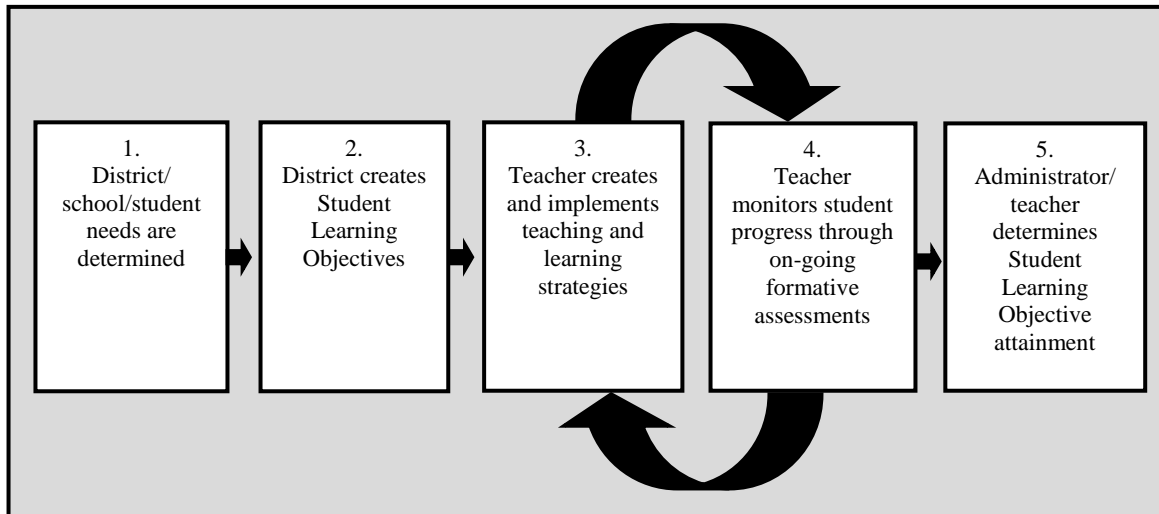 1.
District/
school/student
needs are
determined
2.
District creates
Student
Learning
Objectives
3.
Teacher creates
and implements
teaching and
learning
strategies
4.
Teacher
monitors student
progress through
on-going
formative
assessments
5.
Administrator/
teacher
determines
Student
Learning
Objective
attainment